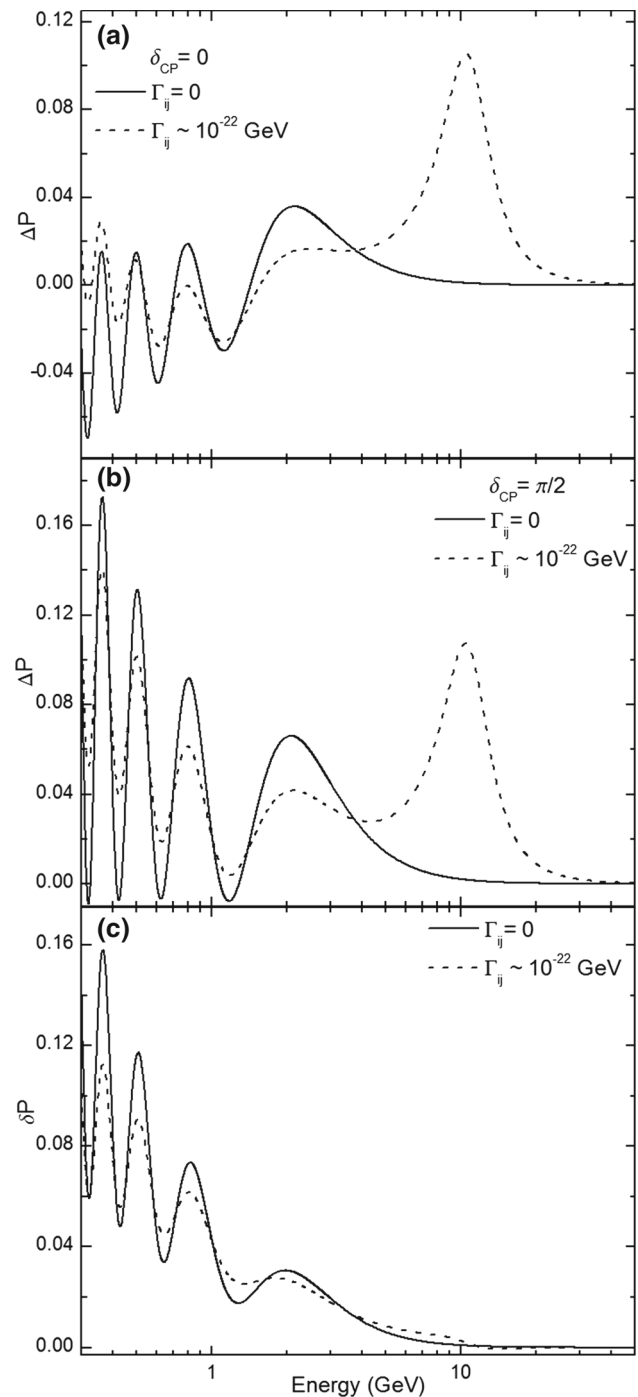 (a)
δCP = 0
Γij = 0
Γij ~ 10-22 GeV
0.12
0.08
0.04
0.00
-0.04
ΔP
(b)
δCP = π/2
Γij = 0
Γij ~ 10-22 GeV
0.16
0.12
0.08
0.04
0.00
ΔP
(c)
Γij = 0
Γij ~ 10-22 GeV
0.16
0.12
0.08
0.04
0.00
δP
1
10
Energy (GeV)